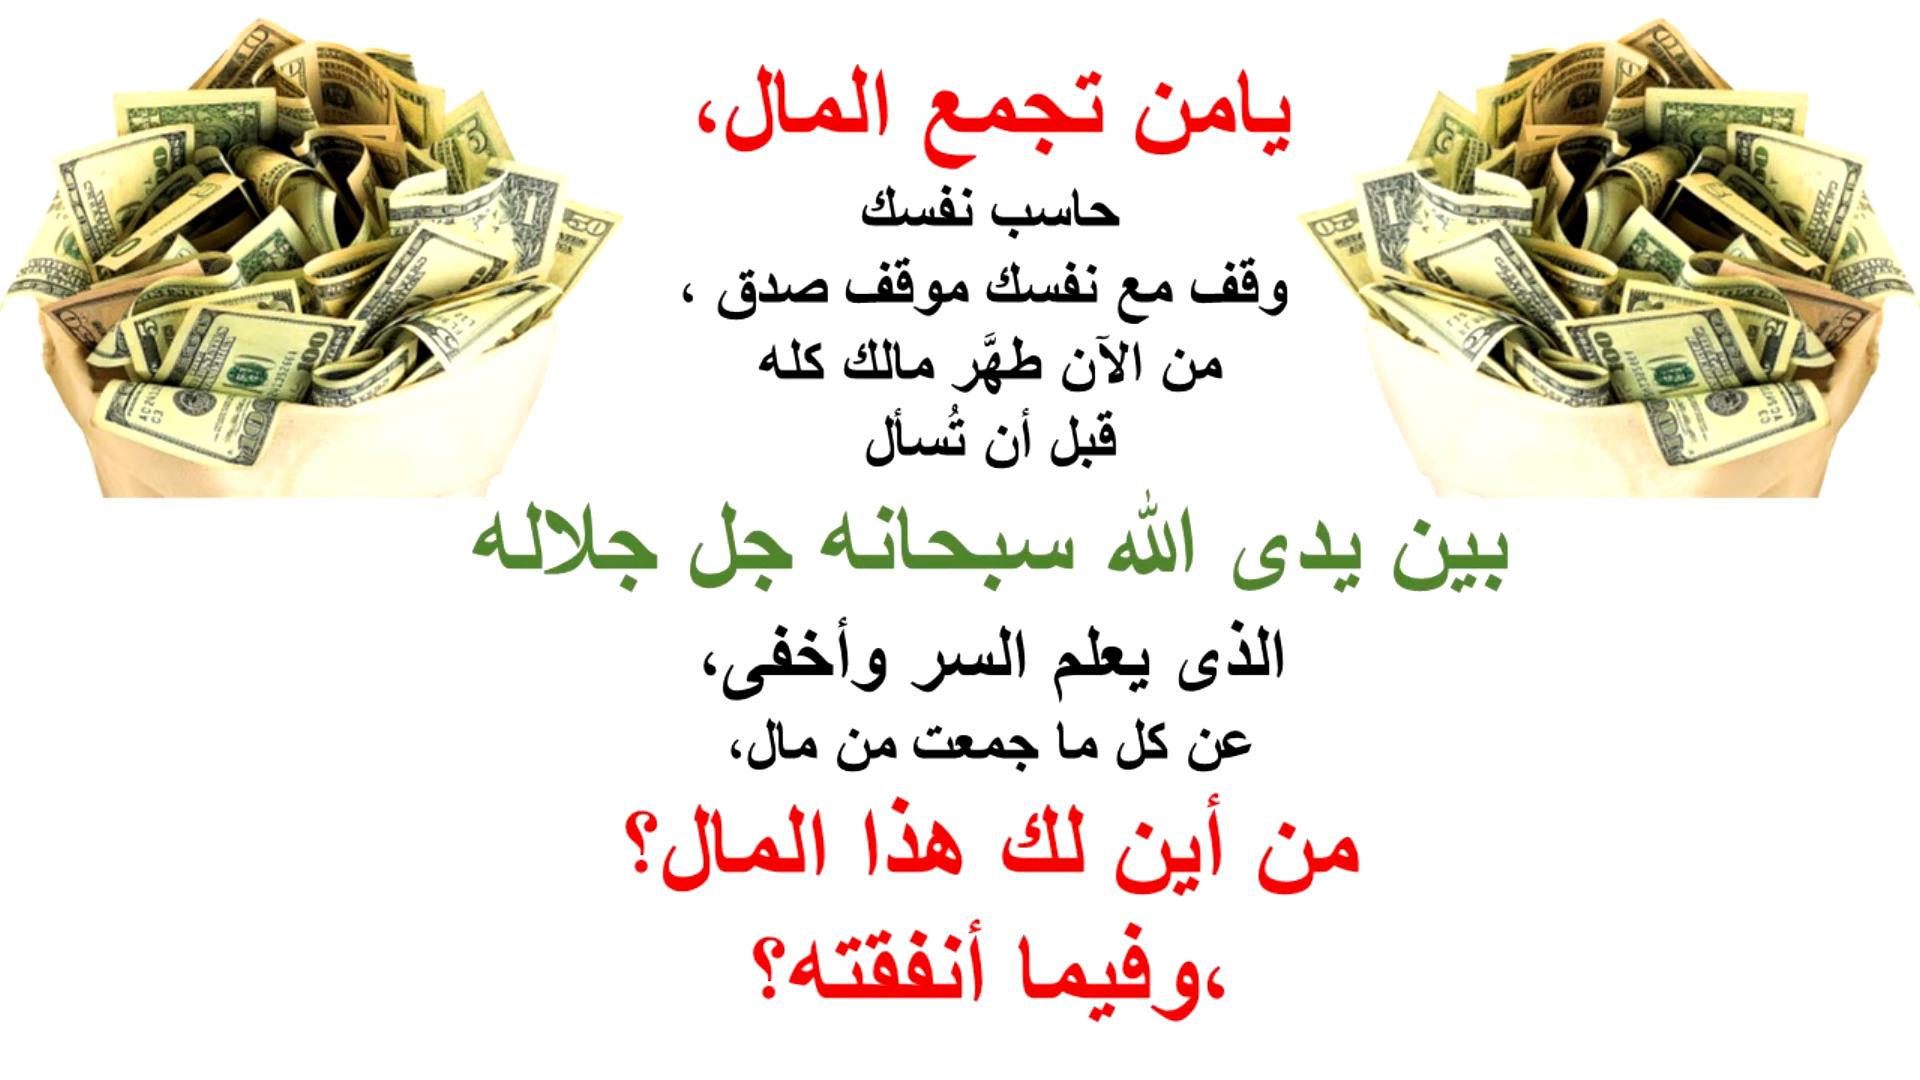 يامن تجمع المال،
حاسب نفسك
وقف مع نفسك موقف صدق ،
من الآن طهَّر مالك كله
قبل أن تُسأل
بين يدى الله سبحانه جل جلاله
الذى يعلم السر وأخفى،
عن كل ما جمعت من مال،
من أين لك هذا المال؟
،وفيما أنفقته؟